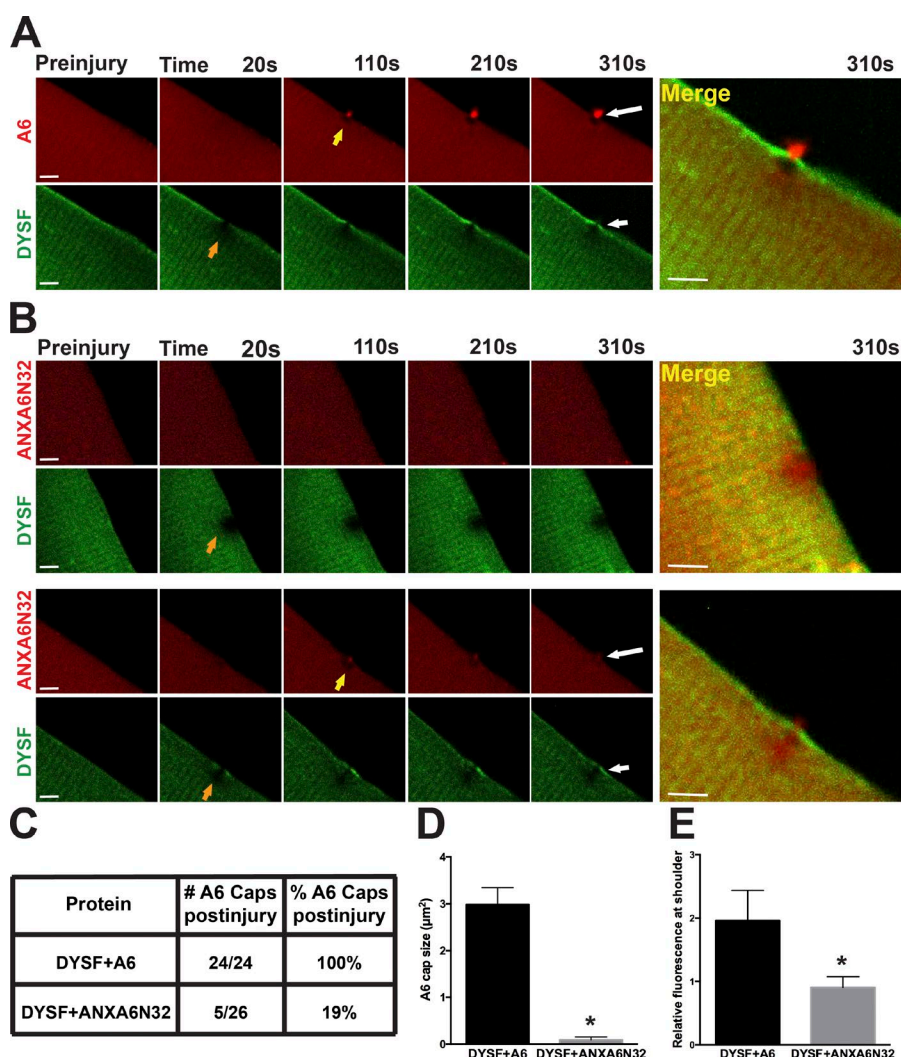 A
Preinjury Time 20s 110s 210s 310s 310s
A6
Merge
DYSF
B
Preinjury Time 20s 110s 210s 310s 310s
ANXA6N32
Merge
DYSF
ANXA6N32
DYSF
C
Protein # A6 Caps postinjury % A6 Caps postinjury
DYSF+A6 24/24 100%
DYSF+ANXA6N32 5/26 19%
D
A6 cap size (µm²)
4
3
2
1
0
*
DYSF+A6 DYSF+ANXA6N32
E
Relative fluorescence at shoulder
3
2
1
0
*
DYSF+A6 DYSF+ANXA6N32